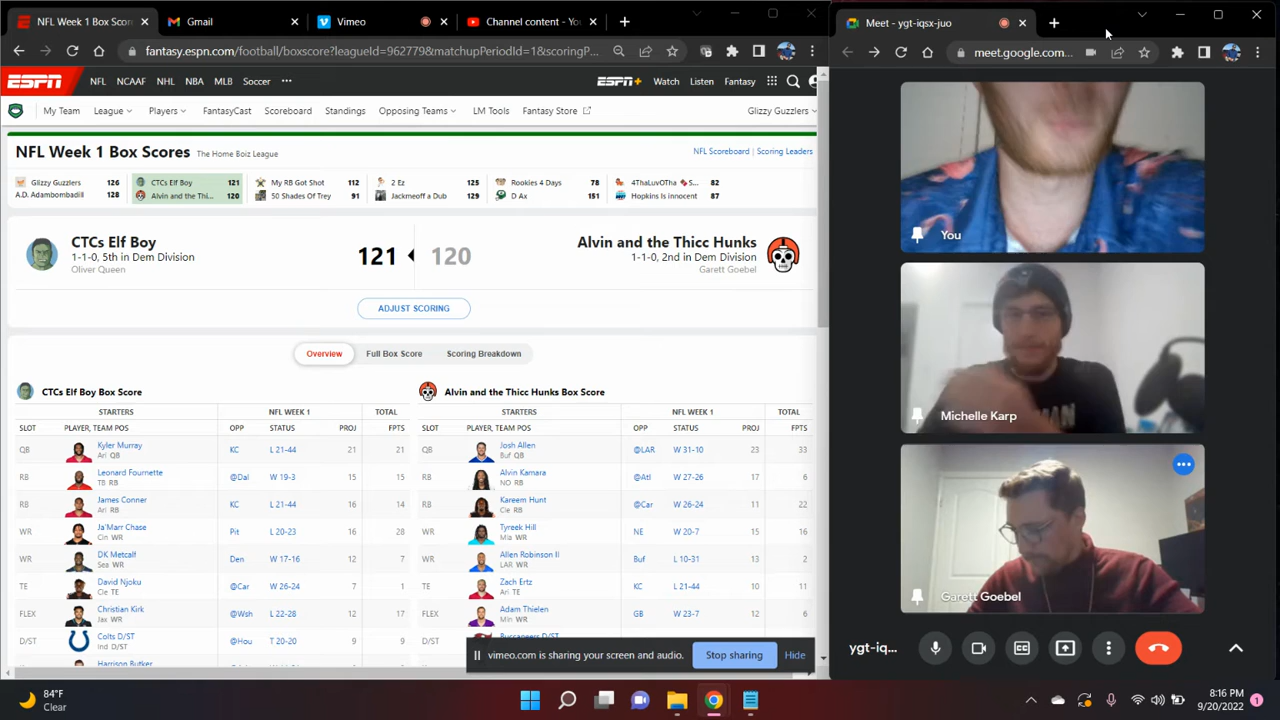 NFL Week 1 Box Scores - The H
Gmail
Vimeo
Channel content - You
Meet - ygt-iqsx-juo
fantasy.espn.com/football/boxscore?leagueId=962779&matchupPeriodId=1&scoringP...
meet.google.com...
ESPN
NFL NCAAF NHL NBA MLB Soccer ...
ESPN+ Watch Listen Fantasy
My Team League Players FantasyCast Scoreboard Standings Opposing Teams LM Tools Fantasy Store Glizzy Guzzlers
NFL Week 1 Box Scores The Home Boiz League
NFL Scoreboard | Scoring Leaders
Glizzy Guzzlers 126
A.D. Adambombadill 128
CTCs Elf Boy 121
Alvin and the Thi... 120
My RB Got Shot 112
50 Shades Of Trey 91
2 Ez 125
Jackmeoff a Dub 129
Rookies 4 Days 78
D Ax 151
4ThaLuvOTha S... 82
Hopkins Is innocent 87
CTCs Elf Boy
1-1-0, 5th in Dem Division
Oliver Queen
121 120
Alvin and the Thicc Hunks
1-1-0, 2nd in Dem Division
Garett Goebel
ADJUST SCORING
Overview Full Box Score Scoring Breakdown
CTCs Elf Boy Box Score
STARTERS NFL WEEK 1 TOTAL
SLOT PLAYER, TEAM POS OPP STATUS PROJ FPTS
QB Kyler Murray KC L 21-44 21 21
Ari QB
RB Leonard Fournette @Dal W 19-3 15 15
TB RB
RB James Conner KC L 21-44 16 14
Ari RB
WR Ja'Marr Chase Pit L 20-23 16 28
Cin WR
WR DK Metcalf Den W 17-16 12 7
Sea WR
TE David Njoku @Car W 26-24 7 1
Cle TE
FLEX Christian Kirk @Wsh L 22-28 12 17
Jax WR
D/ST Colts D/ST @Hou T 20-20 9 9
Ind D/ST
Harrison Butker
Alvin and the Thicc Hunks Box Score
STARTERS NFL WEEK 1 TOTAL
SLOT PLAYER, TEAM POS OPP STATUS PROJ FPTS
QB Josh Allen @LAR W 31-10 23 33
Buf QB
RB Alvin Kamara @Atl W 27-26 17 6
NO RB
RB Kareem Hunt @Car W 26-24 11 22
Cle RB
WR Tyreek Hill NE W 20-7 15 16
Mia WR
WR Allen Robinson II Buf L 10-31 13 2
LAR WR
TE Zach Ertz KC L 21-44 10 11
Ari TE
FLEX Adam Thielen GB W 23-7 12 6
Min WR
D/ST Buccaneers D/ST
vimeo.com is sharing your screen and audio. Stop sharing Hide
You
Michelle Karp
MAN
Garett Goebel
ygt-iq...
84°F
Clear
8:16 PM
9/20/2022
1